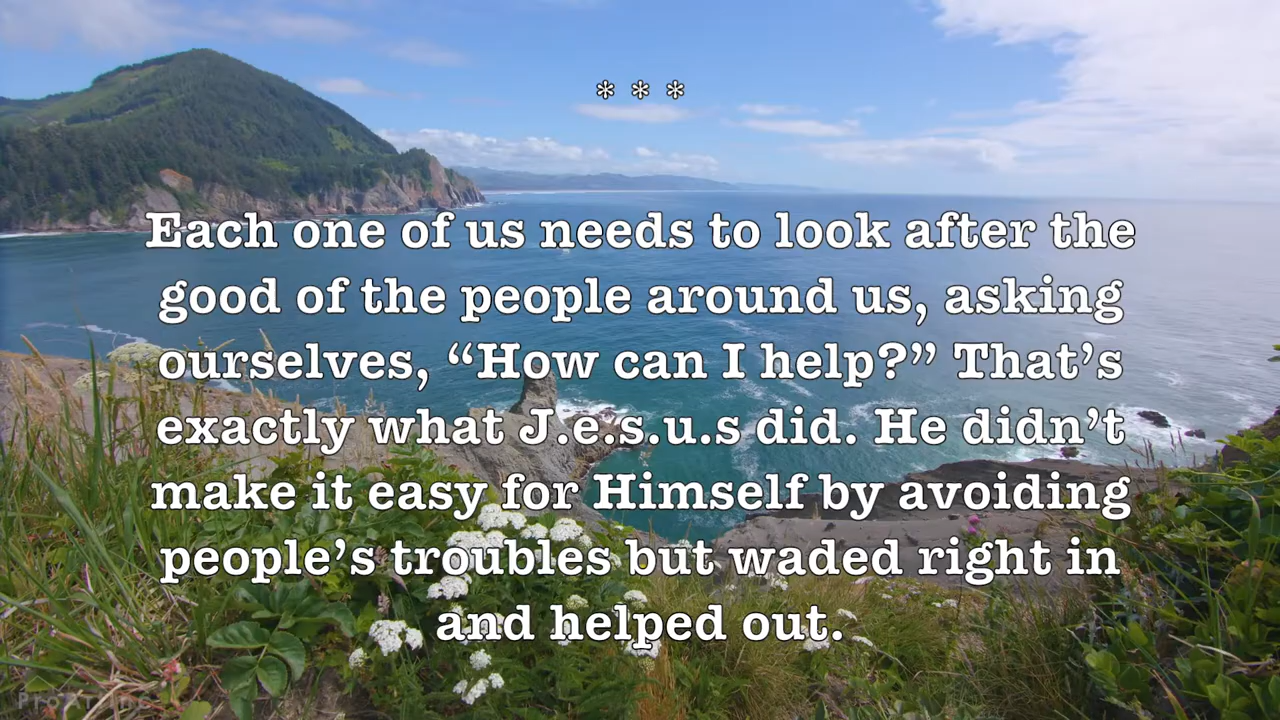 * * *
Each one of us needs to look after the
good of the people around us, asking
ourselves, “How can I help?” That’s
exactly what J.e.s.u.s did. He didn’t
make it easy for Himself by avoiding
people’s troubles but waded right in
and helped out.